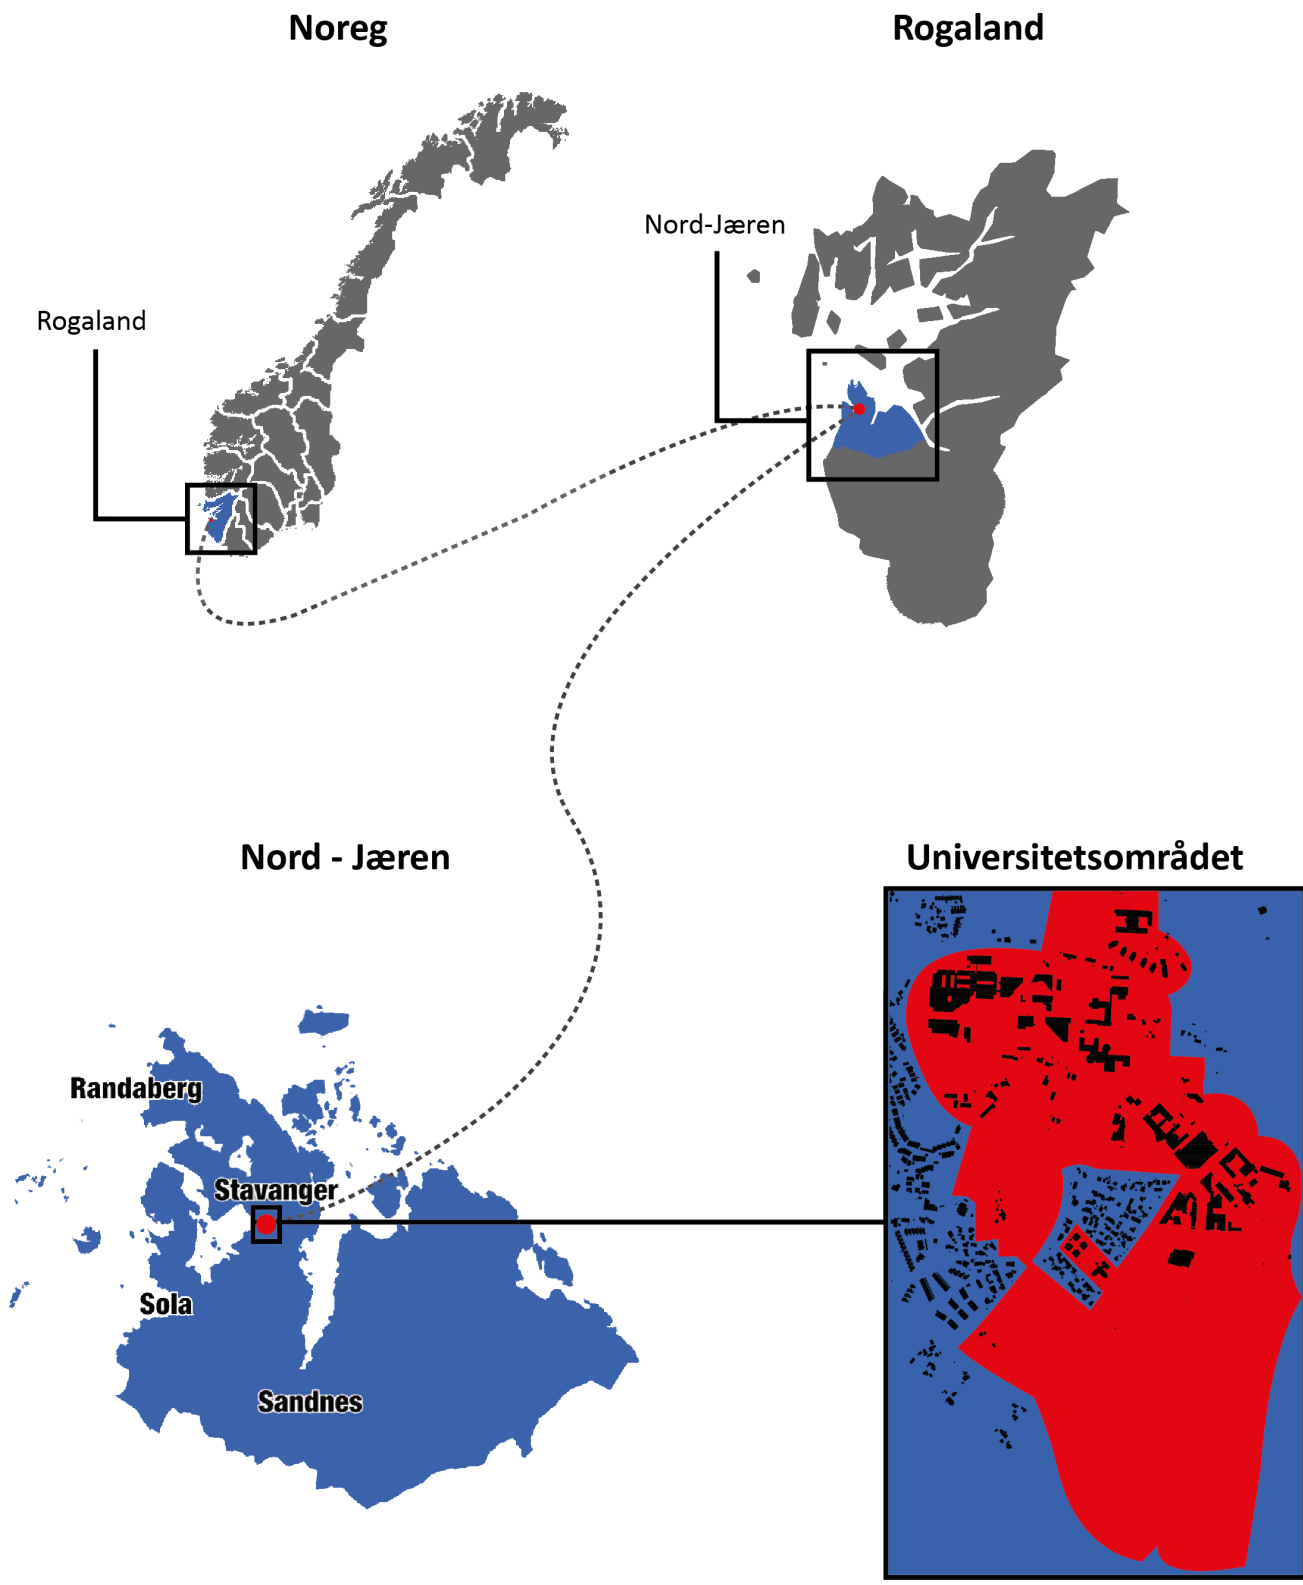 Noreg
Rogaland
Nord-Jæren
Rogaland
Nord - Jæren
Universitetsområdet
Randaberg
Stavanger
Sola
Sandnes